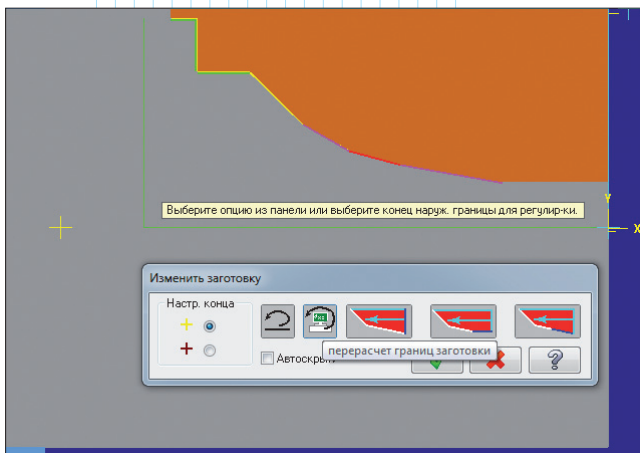 Выберите опцию из панели или выберите конец наруж. границы для регулир-ки.
Y
X
Изменить заготовку
Настр. конца
Автоскры
перерасчет границ заготовки